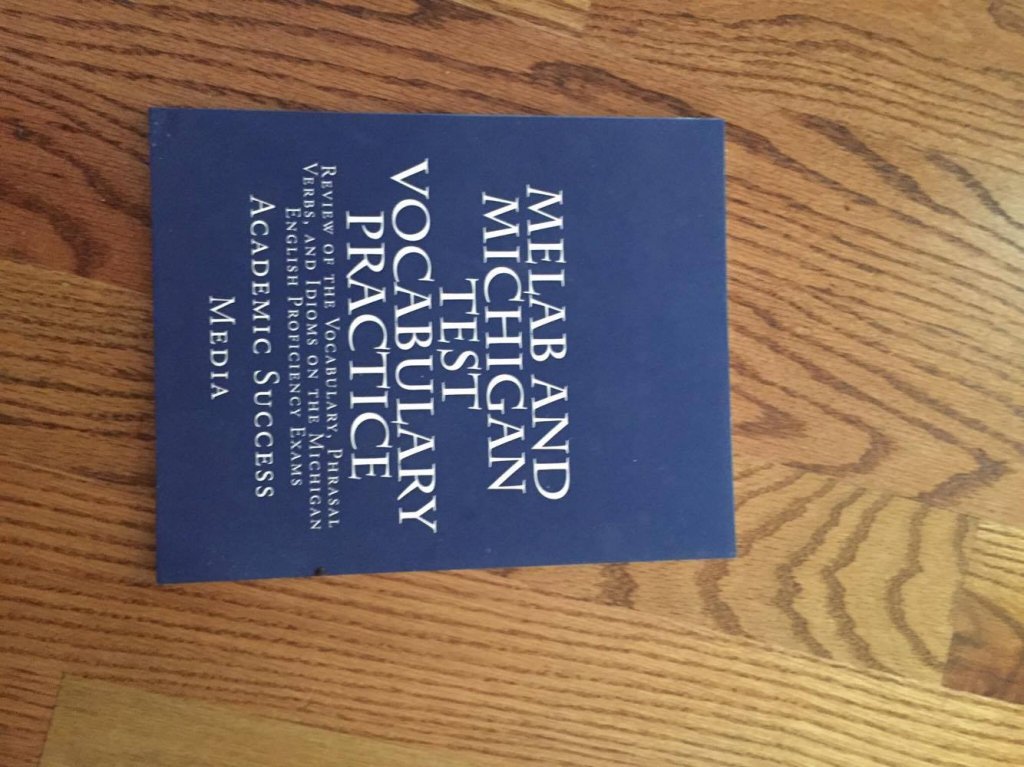 MELAB AND
MICHIGAN
TEST
VOCABULARY
PRACTICE
REVIEW OF THE VOCABULARY, PHRASAL
VERBS, AND IDIOMS ON THE MICHIGAN
ENGLISH PROFICIENCY EXAMS
ACADEMIC SUCCESS
MEDIA